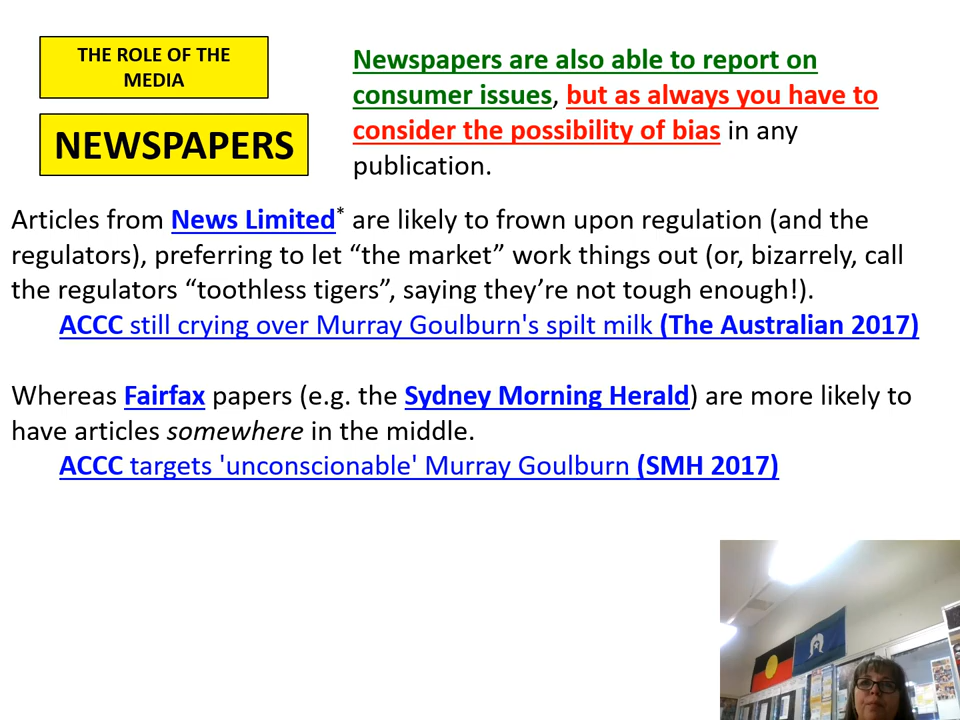 THE ROLE OF THE
MEDIA
NEWSPAPERS
Newspapers are also able to report on
consumer issues, but as always you have to
consider the possibility of bias in any
publication.
Articles from News Limited* are likely to frown upon regulation (and the
regulators), preferring to let “the market” work things out (or, bizarrely, call
the regulators “toothless tigers”, saying they’re not tough enough!).
ACCC still crying over Murray Goulburn's spilt milk (The Australian 2017)
Whereas Fairfax papers (e.g. the Sydney Morning Herald) are more likely to
have articles somewhere in the middle.
ACCC targets 'unconscionable' Murray Goulburn (SMH 2017)